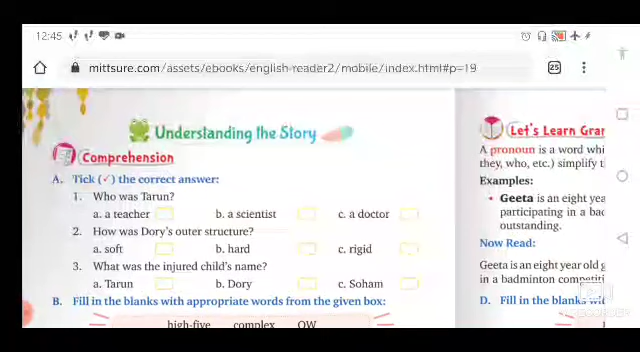 12:45
mittsure.com/assets/ebooks/english-reader2/mobile/index.html#p=19
25
Understanding the Story
Comprehension
A. Tick (✓) the correct answer:
1. Who was Tarun?
a. a teacher b. a scientist c. a doctor
2. How was Dory's outer structure?
a. soft b. hard c. rigid
3. What was the injured child's name?
a. Tarun b. Dory c. Soham
B. Fill in the blanks with appropriate words from the given box:
high-five complex OW
Let's Learn Gra
A pronoun is a word whi
they, who, etc.) simplify t
Examples:
• Geeta is an eight yea
participating in a bad
outstanding.
Now Read:
Geeta is an eight year old g
in a badminton competiti
D. Fill in the blanks wit
RECORDER